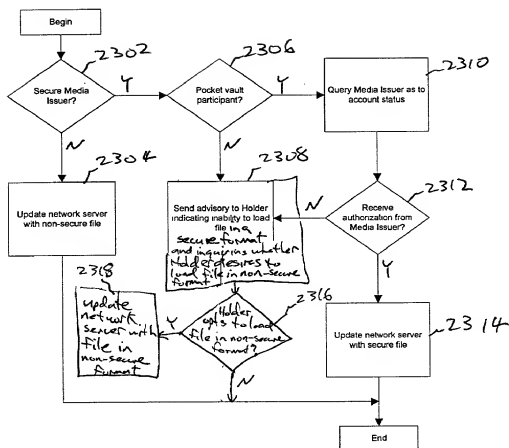 Begin
2302
Secure Media
Issuer?
Y
2306
Pocket vault
participant?
Y
2310
Query Media Issuer as to
account status
N
2304
Update network server
with non-secure file
N
2308
Send advisory to Holder
indicating inability to load
file in a
secure format
and inquiring whether
Holder desires to
load file in non-secure
format
N
2312
Receive
authorization from
Media Issuer?
Y
2318
update
network
server with
file in
non-secure
format
Y
2316
Holder
opts to load
file in non-secure
format?
N
2314
Update network server
with secure file
End